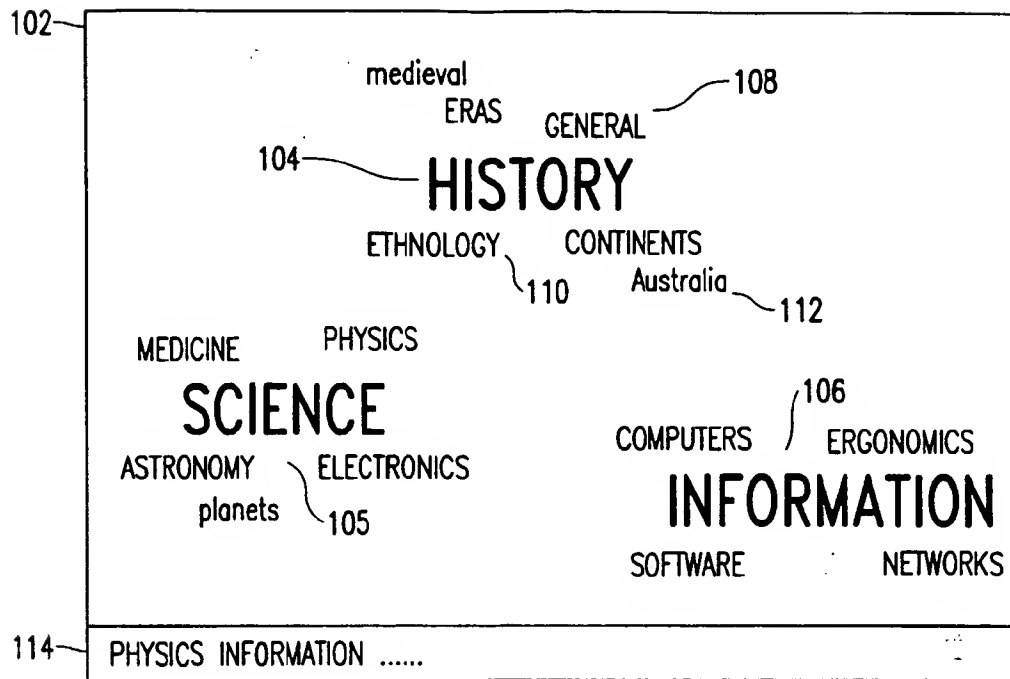 102
medieval
ERAS
GENERAL
108
104
HISTORY
ETHNOLOGY
CONTINENTS
110
Australia
112
MEDICINE
PHYSICS
SCIENCE
106
COMPUTERS
ERGONOMICS
ASTRONOMY
ELECTRONICS
planets
105
INFORMATION
SOFTWARE
NETWORKS
114
PHYSICS INFORMATION ......